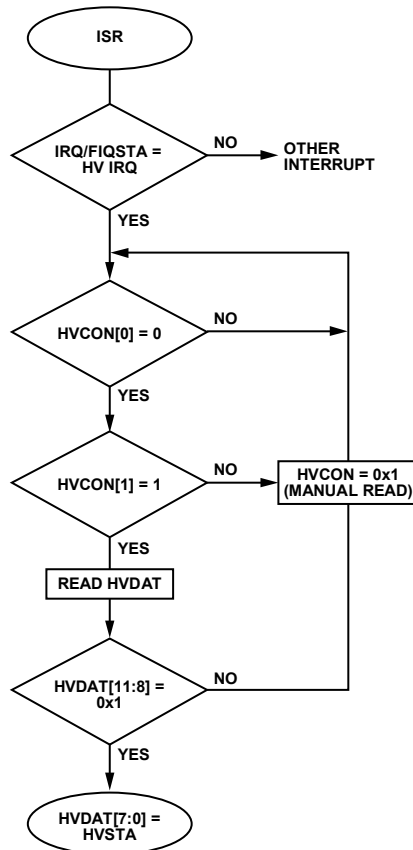 ISR
IRQ/FIQSTA =
HV IRQ
NO
OTHER
INTERRUPT
YES
HVCON[0] = 0
NO
YES
HVCON[1] = 1
NO
HVCON = 0x1
(MANUAL READ)
YES
READ HVDAT
HVDAT[11:8] =
0x1
NO
YES
HVDAT[7:0] =
HVSTA